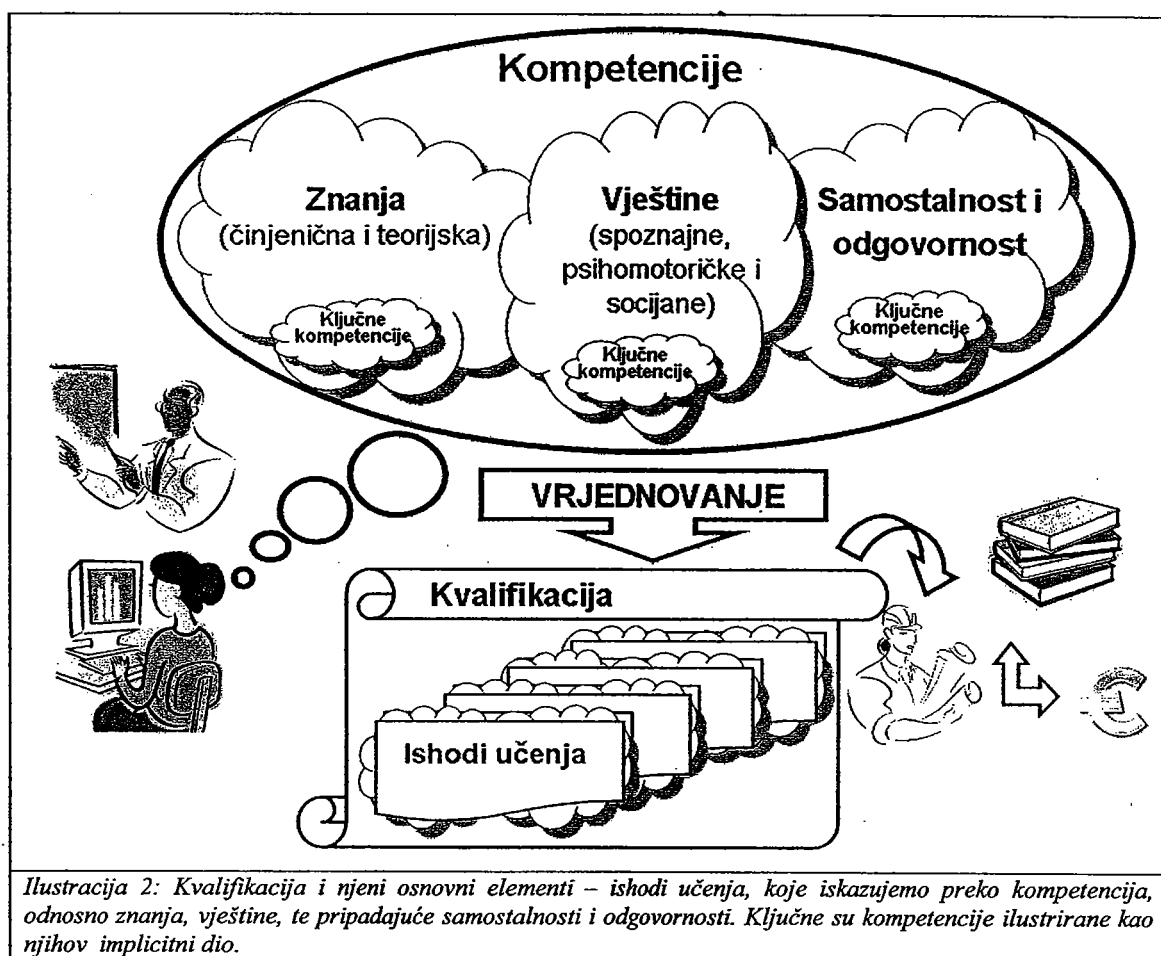 Kompetencije
Znanja
(činjenična i teorijska)
Ključne
kompetencije
Vještine
(spoznajne,
psihomotoričke i
socijane)
Ključne
kompetencije
Samostalnost i
odgovornost
Ključne
kompetencije
VRJEDNOVANJE
Kvalifikacija
Ishodi učenja
Ilustracija 2: Kvalifikacija i njeni osnovni elementi – ishodi učenja, koje iskazujemo preko kompetencija,
odnosno znanja, vještine, te pripadajuće samostalnosti i odgovornosti. Ključne su kompetencije ilustrirane kao
njihov implicitni dio.